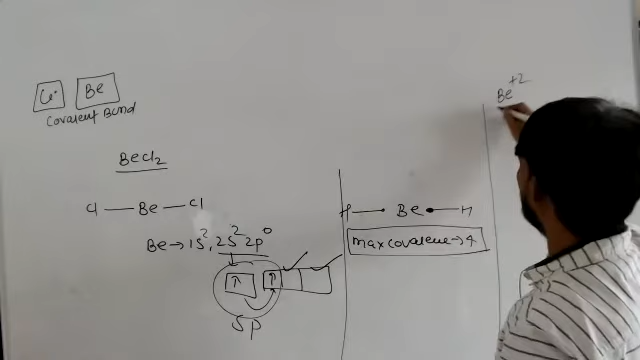 Li Be
Covalent Bond
BeCl2
Cl — Be — Cl
Be → 1S², 2S² 2p⁰
Sp
H — Be — H
Max covalence → 4
Be⁺²